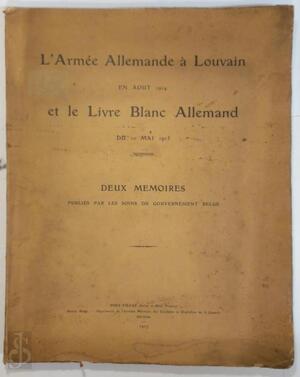 L'Armée Allemande à Louvain
EN AOUT 1914
et le Livre Blanc Allemand
DU 10 MAI 1915
DEUX MEMOIRES
PUBLIÉS PAR LES SOINS DU GOUVERNEMENT BELGE
1915